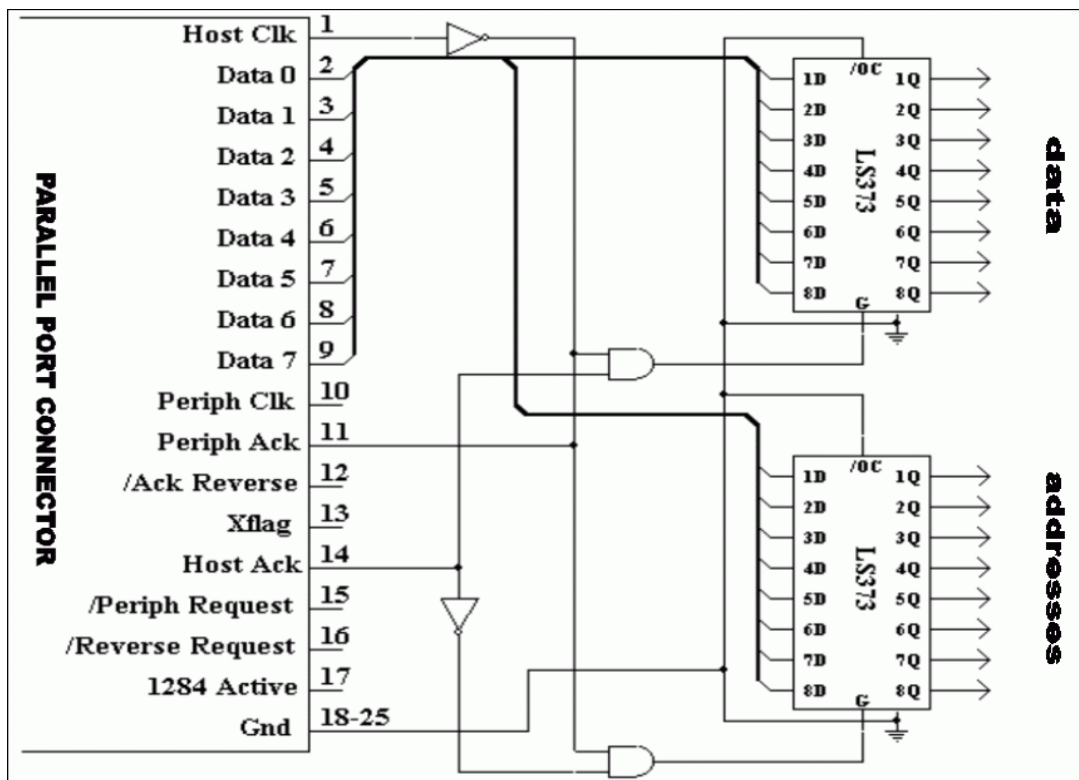 PARALLEL PORT CONNECTOR
Host Clk 1
Data 0 2
Data 1 3
Data 2 4
Data 3 5
Data 4 6
Data 5 7
Data 6 8
Data 7 9
Periph Clk 10
Periph Ack 11
/Ack Reverse 12
Xflag 13
Host Ack 14
/Periph Request 15
/Reverse Request 16
1284 Active 17
Gnd 18-25
/OC
1D 1Q
2D 2Q
3D 3Q
4D 4Q
5D 5Q
6D 6Q
7D 7Q
8D 8Q
G
LS373
data
/OC
1D 1Q
2D 2Q
3D 3Q
4D 4Q
5D 5Q
6D 6Q
7D 7Q
8D 8Q
G
LS373
addresses